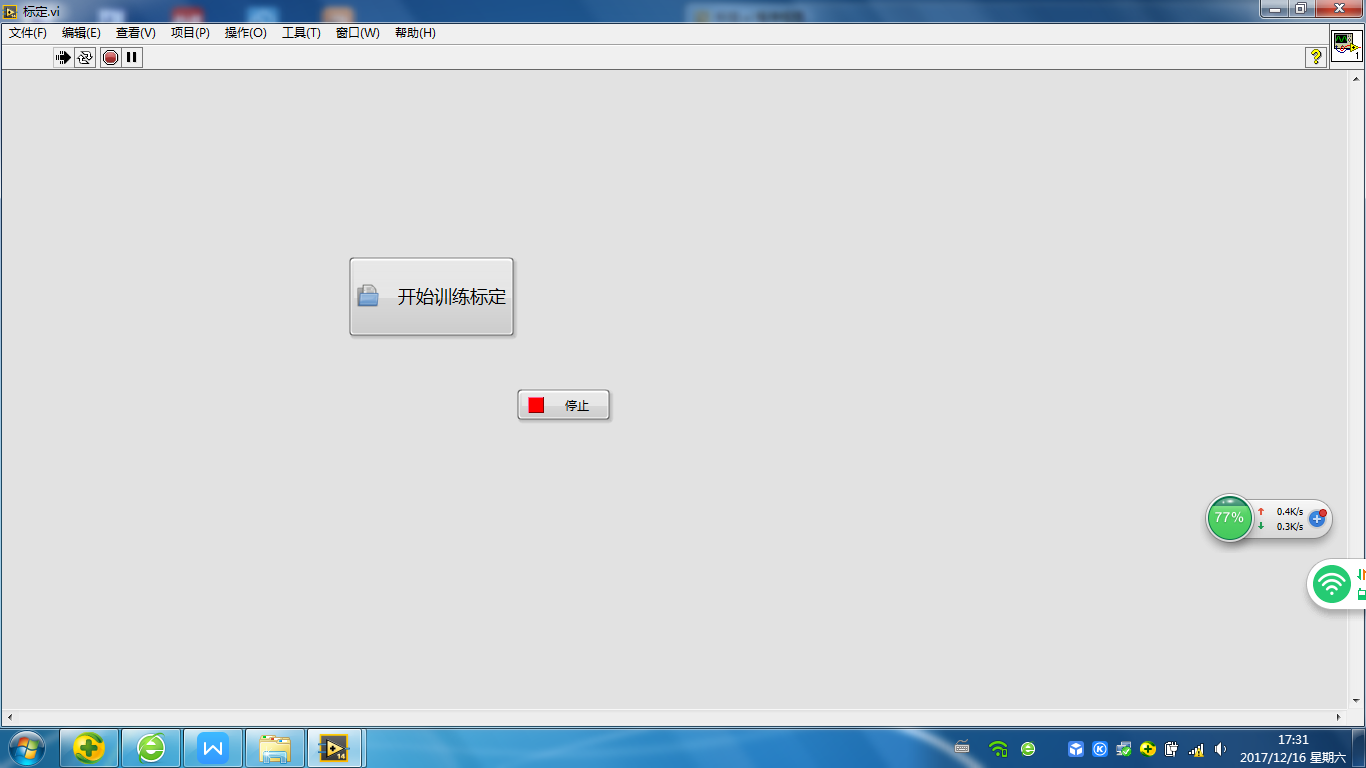 标定.vi
文件(F) 编辑(E) 查看(V) 项目(P) 操作(O) 工具(T) 窗口(W) 帮助(H)
?
1
开始训练标定
停止
77%
0.4K/s
0.3K/s
14
17:31
2017/12/16 星期六